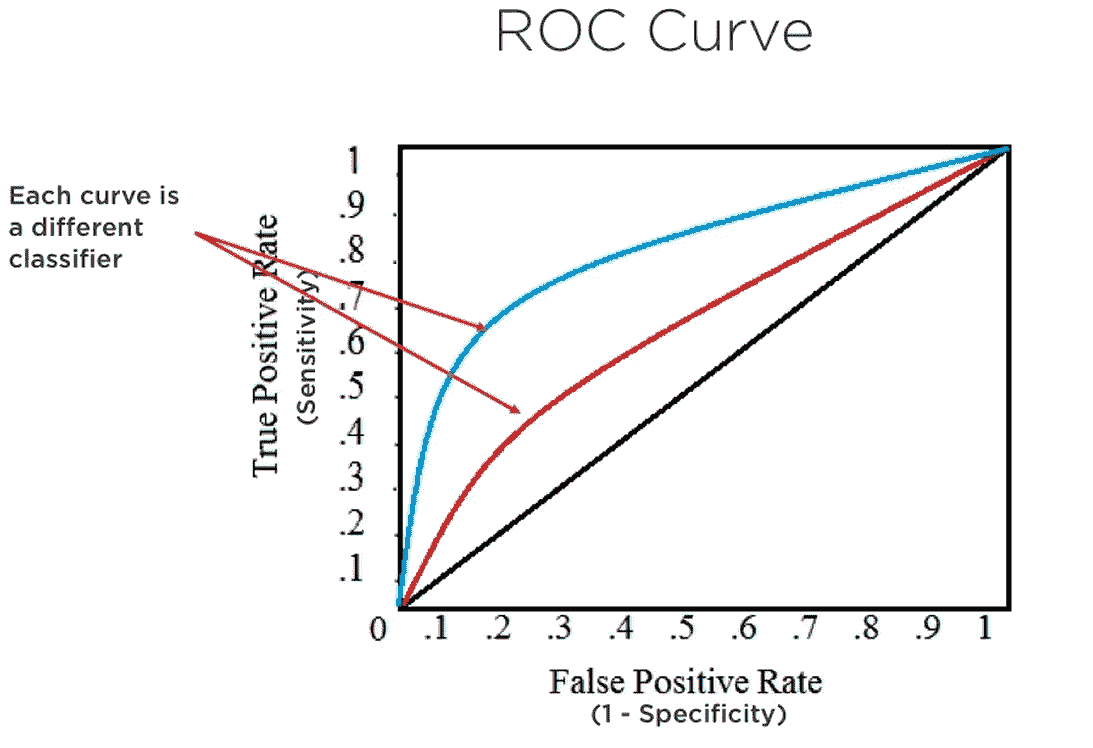 ROC Curve
Each curve is
a different
classifier
True Positive Rate
(Sensitivity)
1
.9
.8
.7
.6
.5
.4
.3
.2
.1
0 .1 .2 .3 .4 .5 .6 .7 .8 .9 1
False Positive Rate
(1 - Specificity)